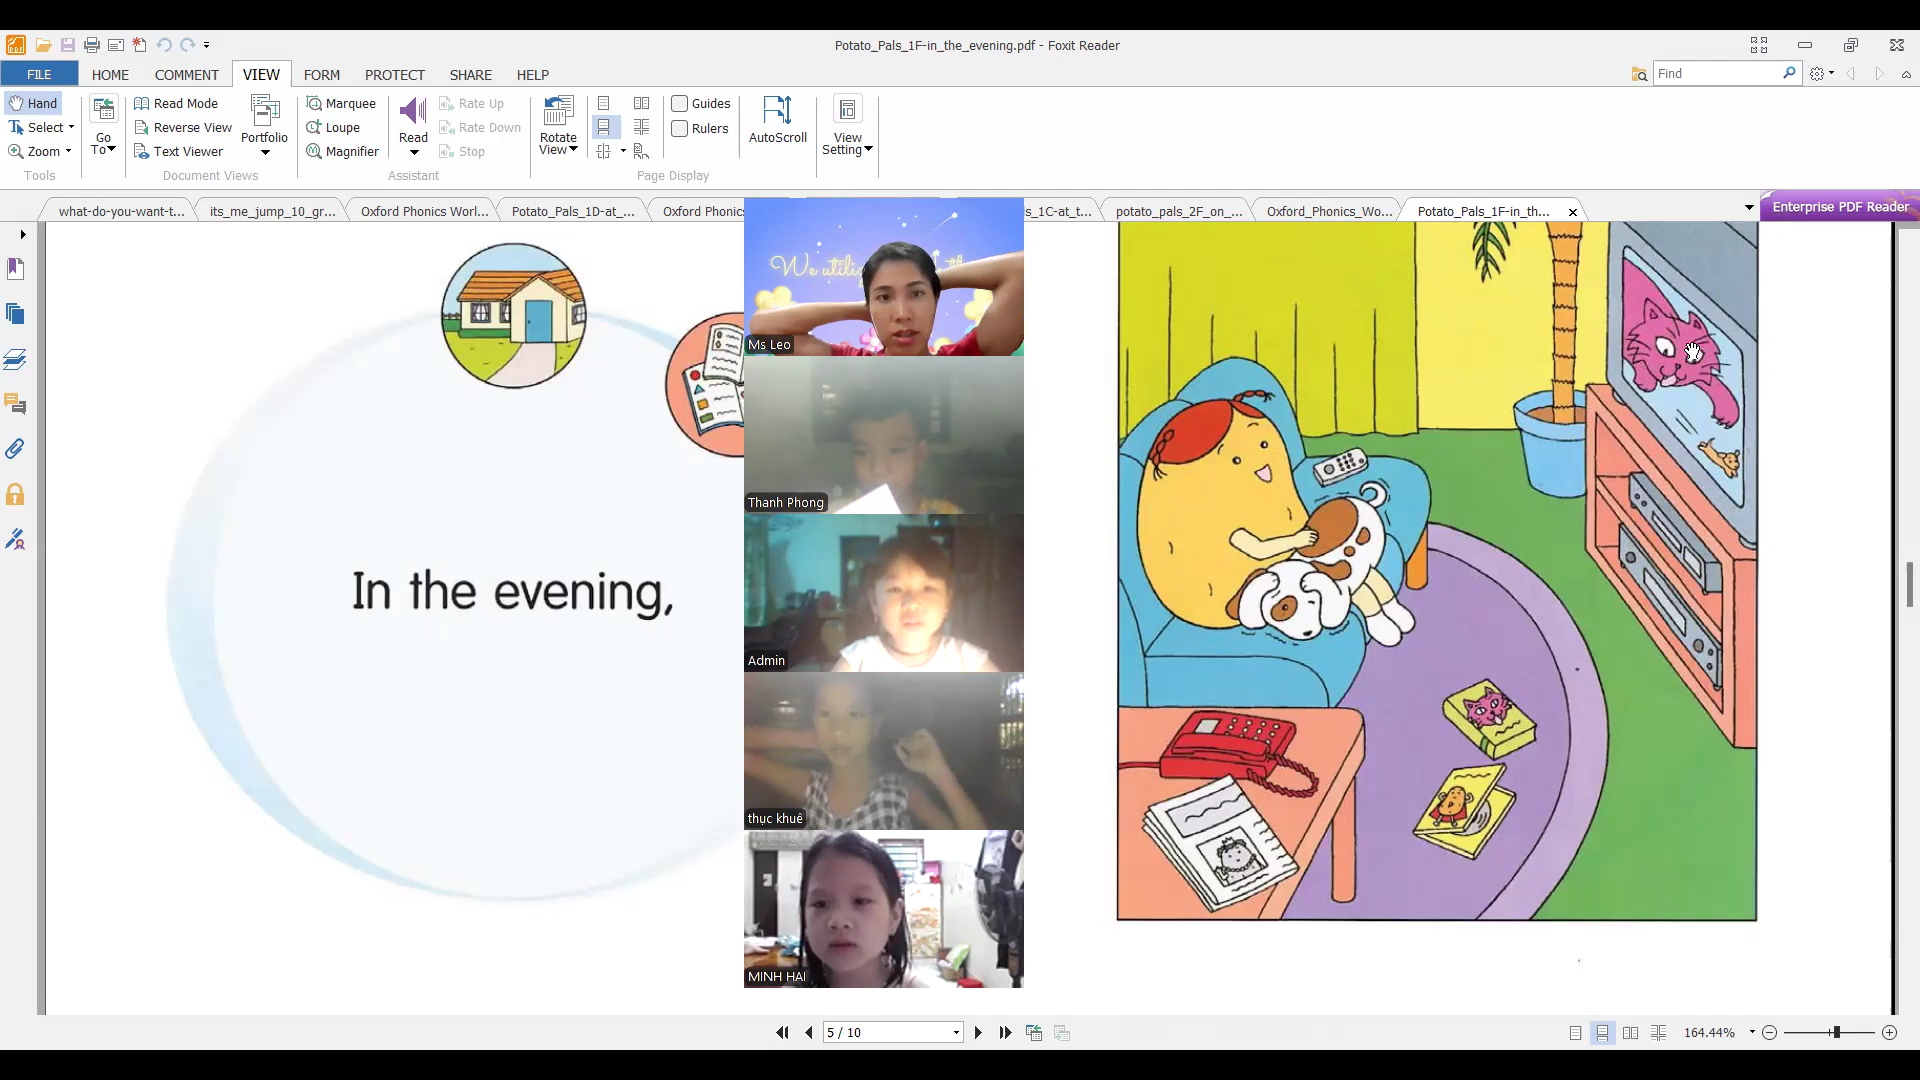 Potato_Pals_1F-in_the_evening.pdf - Foxit Reader
FILE HOME COMMENT VIEW FORM PROTECT SHARE HELP
Find
Hand
Select
Zoom
Tools
Go To
Read Mode
Reverse View
Text Viewer
Portfolio
Document Views
Marquee
Loupe
Magnifier
Read
Rate Up
Rate Down
Stop
Assistant
Rotate View
Page Display
Guides
Rulers
AutoScroll
View Setting
what-do-you-want-t... its_me_jump_10_gr... Oxford Phonics Worl... Potato_Pals_1D-at_... Oxford Phonics s_1C-at_t... potato_pals_2F_on_... Oxford_Phonics_Wo... Potato_Pals_1F-in_th... Enterprise PDF Reader
We utili
Ms Leo
Thanh Phong
Admin
thục khuê
MINH HAI
In the evening,
5 / 10
164.44%